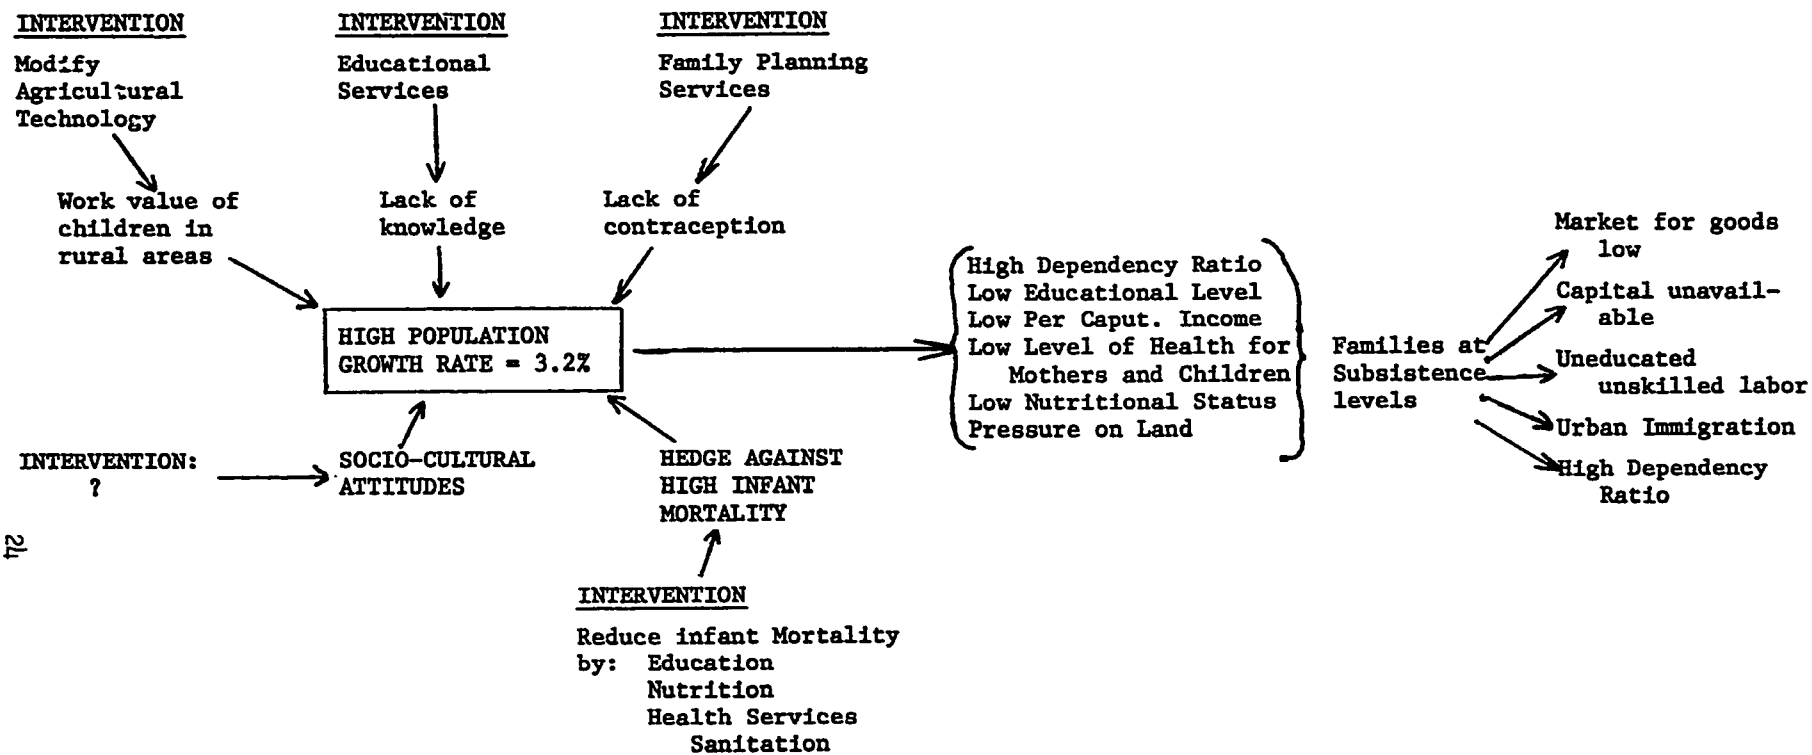 INTERVENTION
Modify
Agricultural
Technology
INTERVENTION
Educational
Services
INTERVENTION
Family Planning
Services
Work value of
children in
rural areas
Lack of
knowledge
Lack of
contraception
HIGH POPULATION
GROWTH RATE = 3.2%
INTERVENTION:
?
SOCIO-CULTURAL
ATTITUDES
HEDGE AGAINST
HIGH INFANT
MORTALITY
INTERVENTION
Reduce infant Mortality
by: Education
Nutrition
Health Services
Sanitation
High Dependency Ratio
Low Educational Level
Low Per Caput. Income
Low Level of Health for
Mothers and Children
Low Nutritional Status
Pressure on Land
Families at
Subsistence
levels
Market for goods
low
Capital unavail-
able
Uneducated
unskilled labor
Urban Immigration
High Dependency
Ratio
24